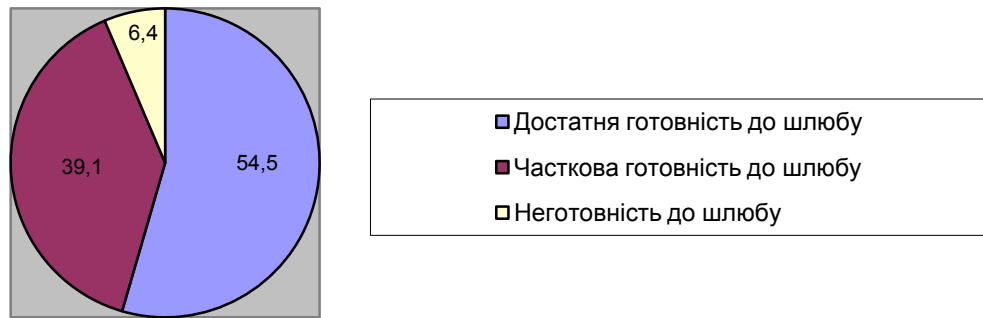 6,4
39,1
54,5
Достатня готовність до шлюбу
Часткова готовність до шлюбу
Неготовність до шлюбу